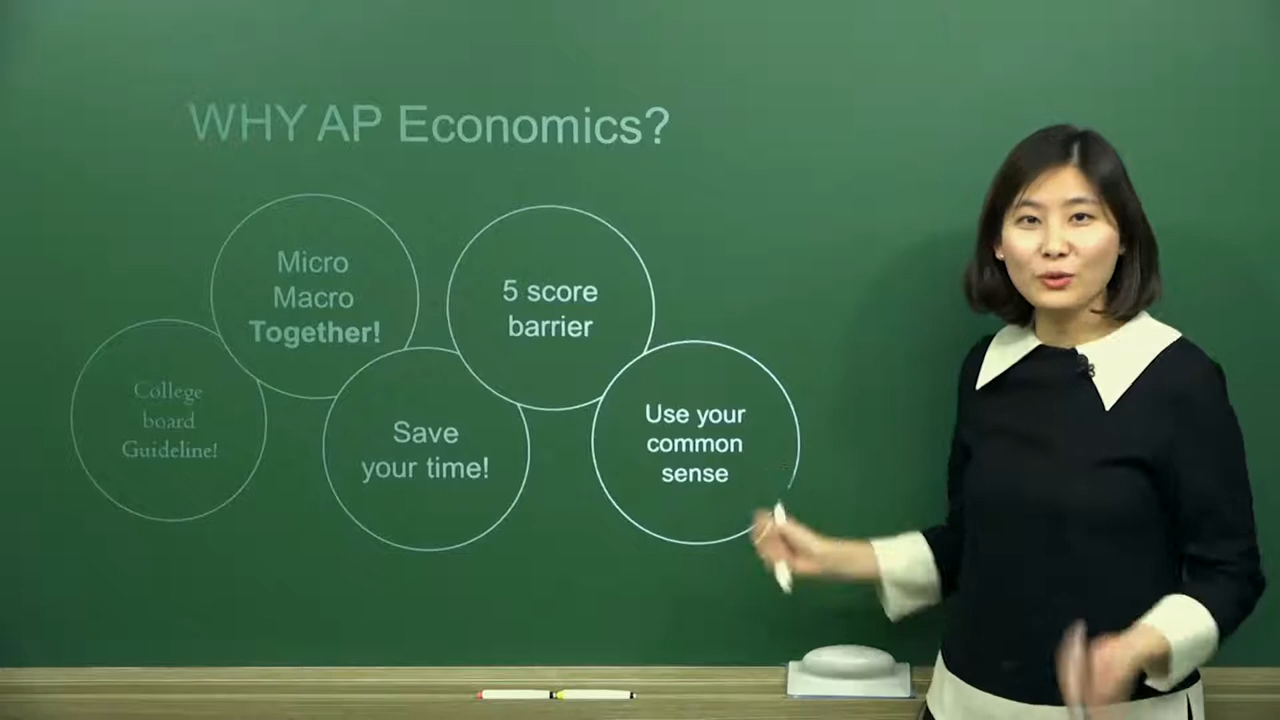 WHY AP Economics?
Micro
Macro
Together!
5 score
barrier
College
board
Guideline!
Save
your time!
Use your
common
sense